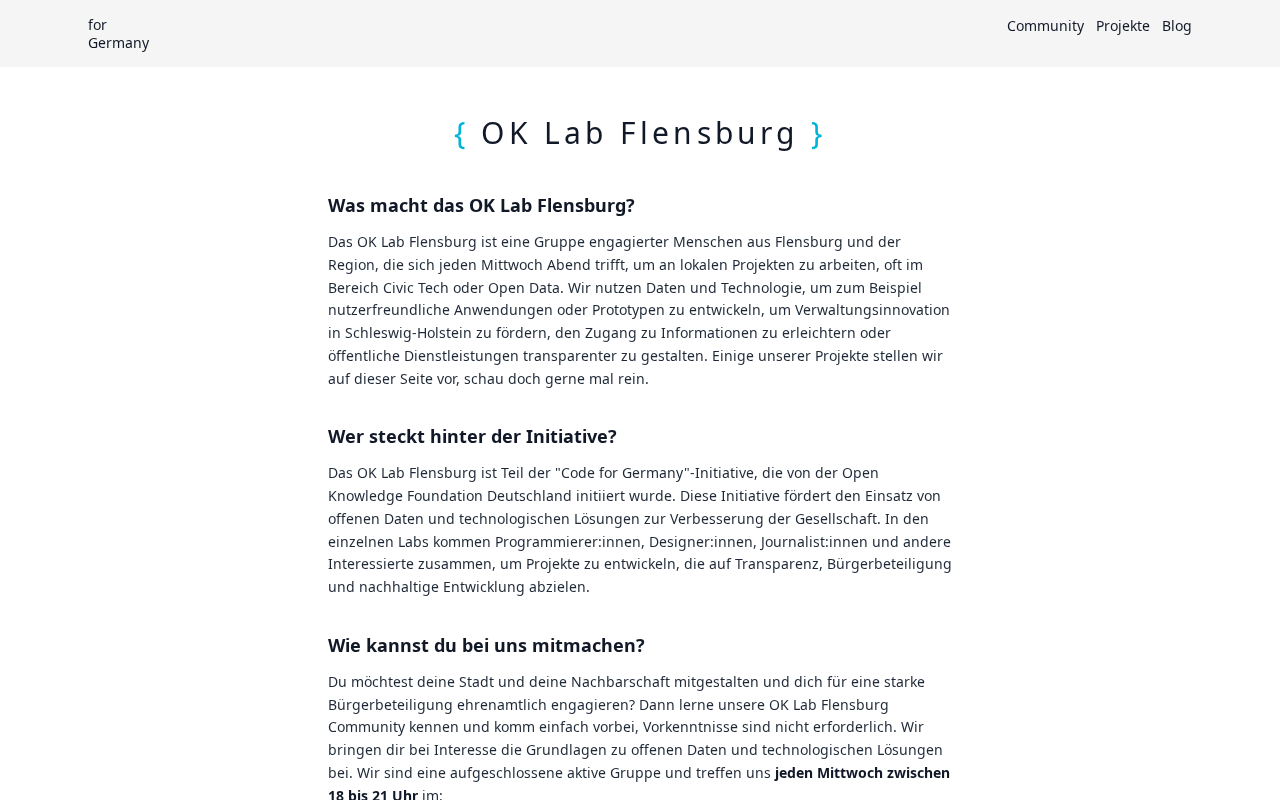 for
Germany
Community Projekte Blog
{ OK Lab Flensburg }
Was macht das OK Lab Flensburg?
Das OK Lab Flensburg ist eine Gruppe engagierter Menschen aus Flensburg und der
Region, die sich jeden Mittwoch Abend trifft, um an lokalen Projekten zu arbeiten, oft im
Bereich Civic Tech oder Open Data. Wir nutzen Daten und Technologie, um zum Beispiel
nutzerfreundliche Anwendungen oder Prototypen zu entwickeln, um Verwaltungsinnovation
in Schleswig-Holstein zu fördern, den Zugang zu Informationen zu erleichtern oder
öffentliche Dienstleistungen transparenter zu gestalten. Einige unserer Projekte stellen wir
auf dieser Seite vor, schau doch gerne mal rein.
Wer steckt hinter der Initiative?
Das OK Lab Flensburg ist Teil der "Code for Germany"-Initiative, die von der Open
Knowledge Foundation Deutschland initiiert wurde. Diese Initiative fördert den Einsatz von
offenen Daten und technologischen Lösungen zur Verbesserung der Gesellschaft. In den
einzelnen Labs kommen Programmierer:innen, Designer:innen, Journalist:innen und andere
Interessierte zusammen, um Projekte zu entwickeln, die auf Transparenz, Bürgerbeteiligung
und nachhaltige Entwicklung abzielen.
Wie kannst du bei uns mitmachen?
Du möchtest deine Stadt und deine Nachbarschaft mitgestalten und dich für eine starke
Bürgerbeteiligung ehrenamtlich engagieren? Dann lerne unsere OK Lab Flensburg
Community kennen und komm einfach vorbei, Vorkenntnisse sind nicht erforderlich. Wir
bringen dir bei Interesse die Grundlagen zu offenen Daten und technologischen Lösungen
bei. Wir sind eine aufgeschlossene aktive Gruppe und treffen uns jeden Mittwoch zwischen
18 bis 21 Uhr im: